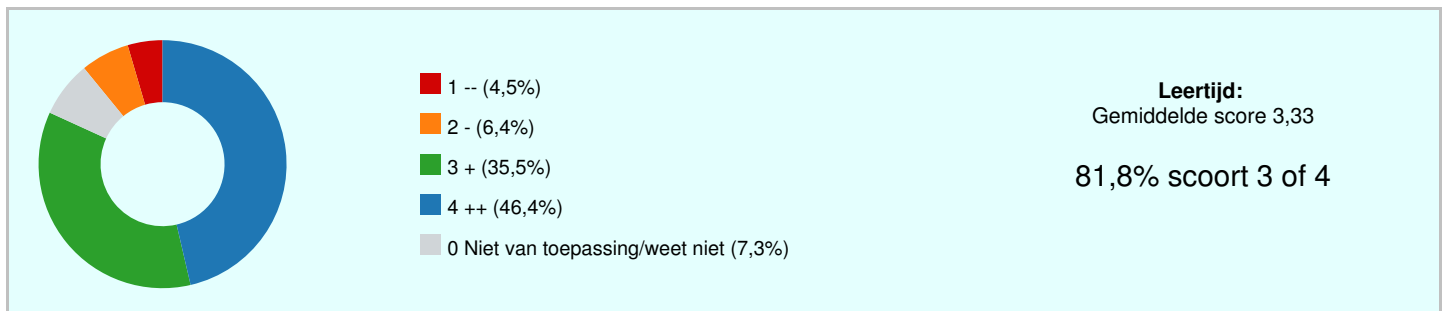 1 -- (4,5%)
2 - (6,4%)
3 + (35,5%)
4 ++ (46,4%)
0 Niet van toepassing/weet niet (7,3%)
Leertijd:
Gemiddelde score 3,33
81,8% scoort 3 of 4